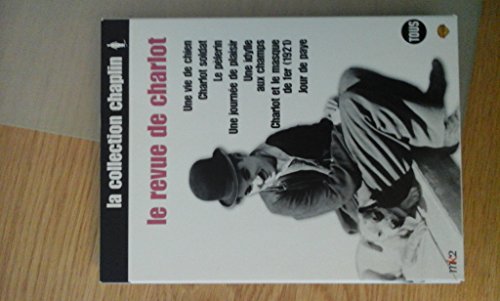 la collection chaplin
le revue de charlot
Une vie de chien
Charlot soldat
Le pèlerin
Une journée de plaisir
Une idylle
aux champs
Charlot et le masque
de fer (1921)
Jour de paye
TOUS
mk2